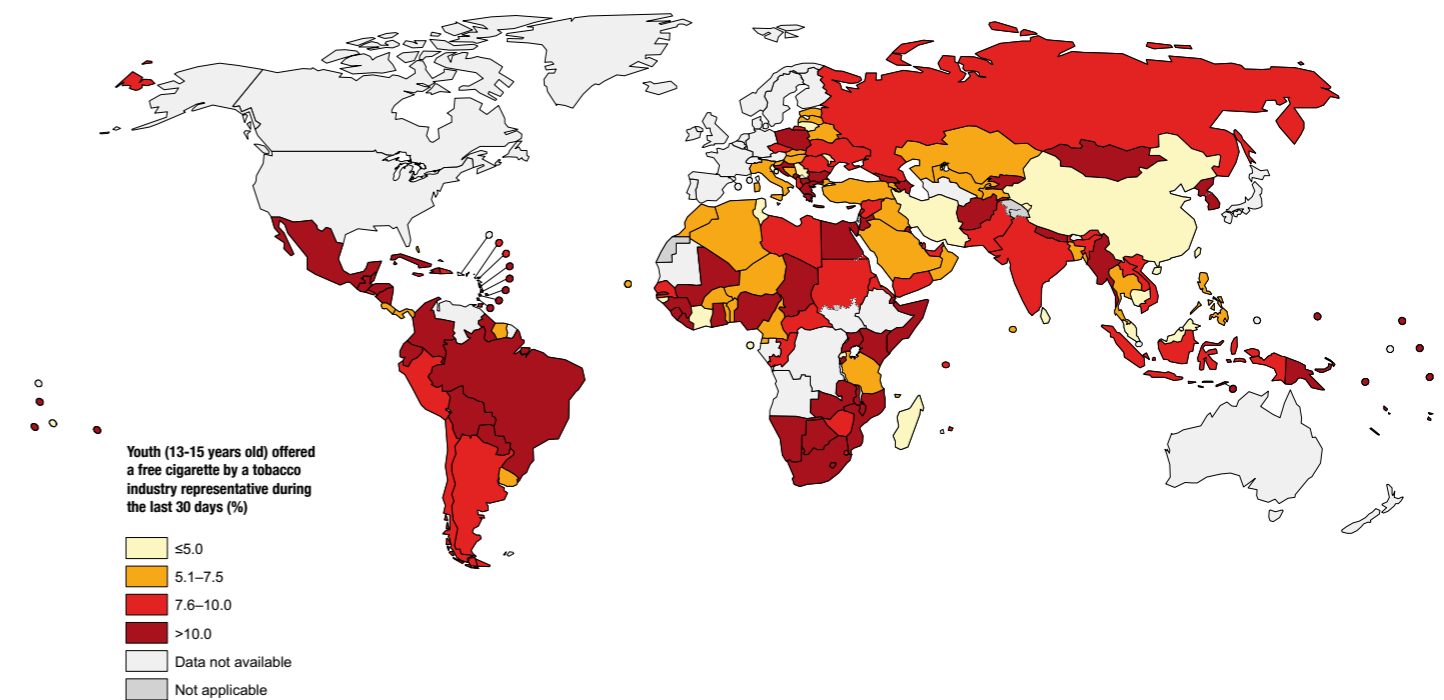 Youth (13-15 years old) offered
a free cigarette by a tobacco
industry representative during
the last 30 days (%)
≤5.0
5.1–7.5
7.6–10.0
>10.0
Data not available
Not applicable